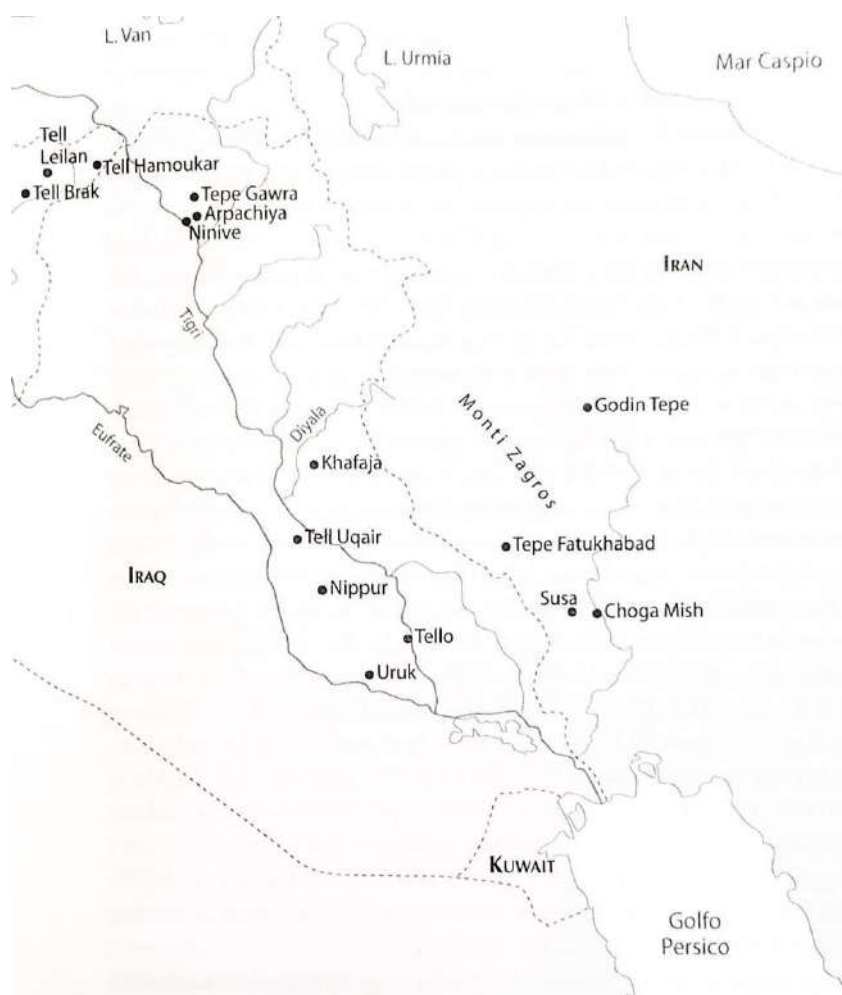 L. Van
L. Urmia
Mar Caspio
Tell
Leilan
Tell Hamoukar
Tell Brak
Tepe Gawra
Arpachiya
Ninive
IRAN
Tigri
Monti Zagros
Godin Tepe
Eufrate
Diyala
Khafaja
Tell Uqair
Tepe Fatukhabad
IRAQ
Nippur
Susa
Choga Mish
Tello
Uruk
KUWAIT
Golfo
Persico